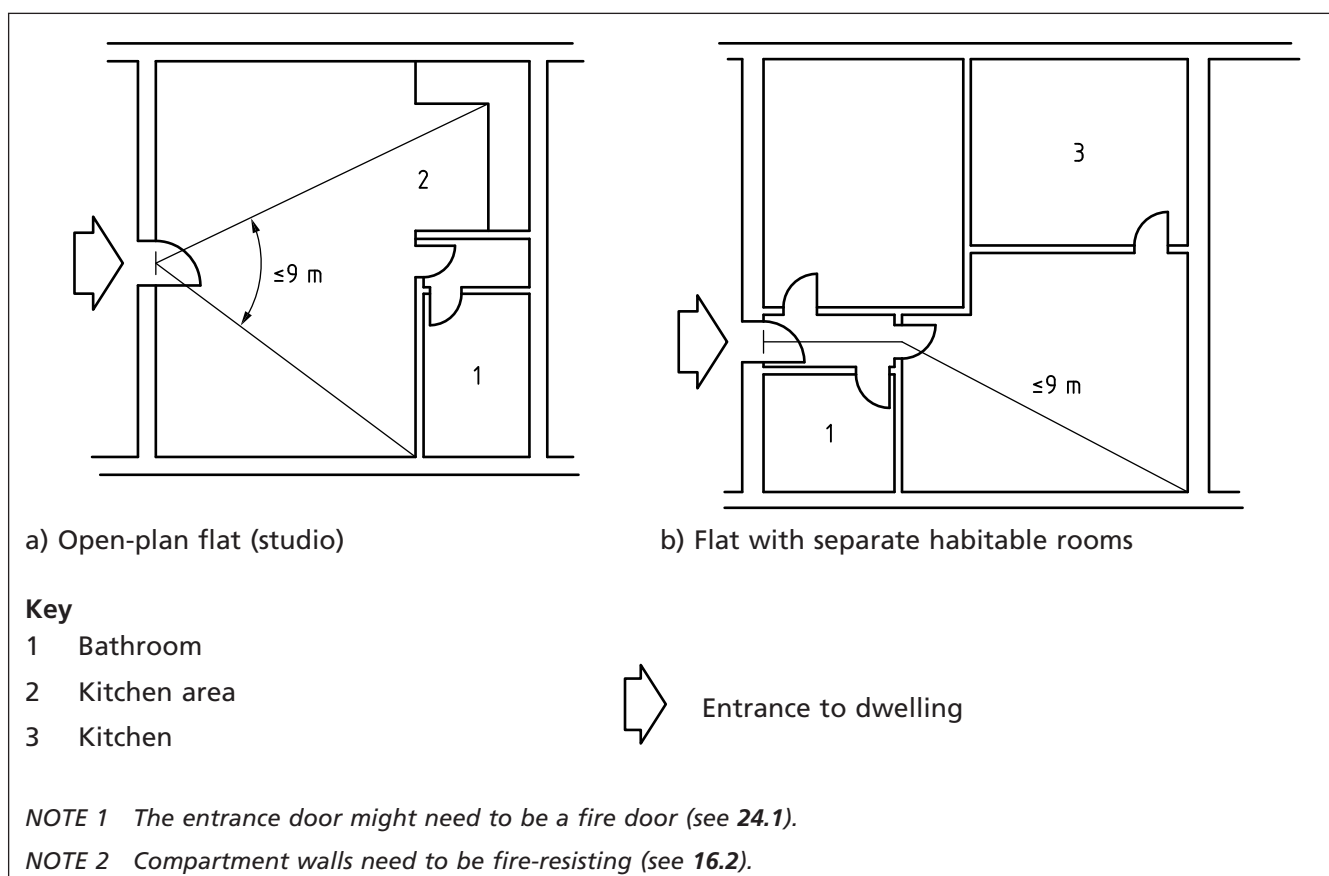 2
≤9 m
1
3
≤9 m
1
a) Open-plan flat (studio)
b) Flat with separate habitable rooms
Key
1 Bathroom
2 Kitchen area
3 Kitchen
Entrance to dwelling
NOTE 1 The entrance door might need to be a fire door (see 24.1).
NOTE 2 Compartment walls need to be fire-resisting (see 16.2).